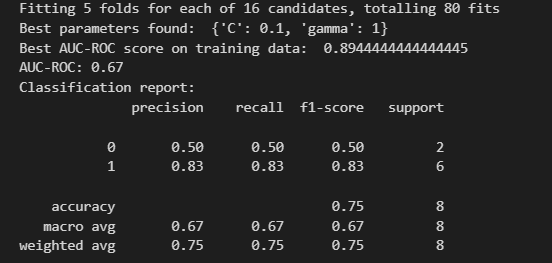 Fitting 5 folds for each of 16 candidates, totalling 80 fits
Best parameters found:  {'C': 0.1, 'gamma': 1}
Best AUC-ROC score on training data:  0.8944444444444445
AUC-ROC: 0.67
Classification report:
              precision    recall  f1-score   support

           0       0.50      0.50      0.50         2
           1       0.83      0.83      0.83         6

    accuracy                           0.75         8
   macro avg       0.67      0.67      0.67         8
weighted avg       0.75      0.75      0.75         8